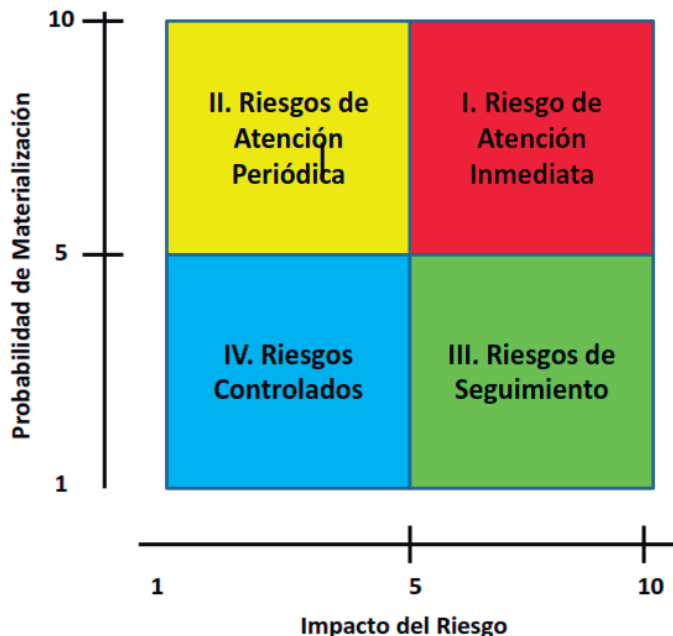 10
Probabilidad de Materialización
II. Riesgos de
Atención
Periódica
I. Riesgo de
Atención
Inmediata
5
IV. Riesgos
Controlados
III. Riesgos de
Seguimiento
1
1
5
10
Impacto del Riesgo